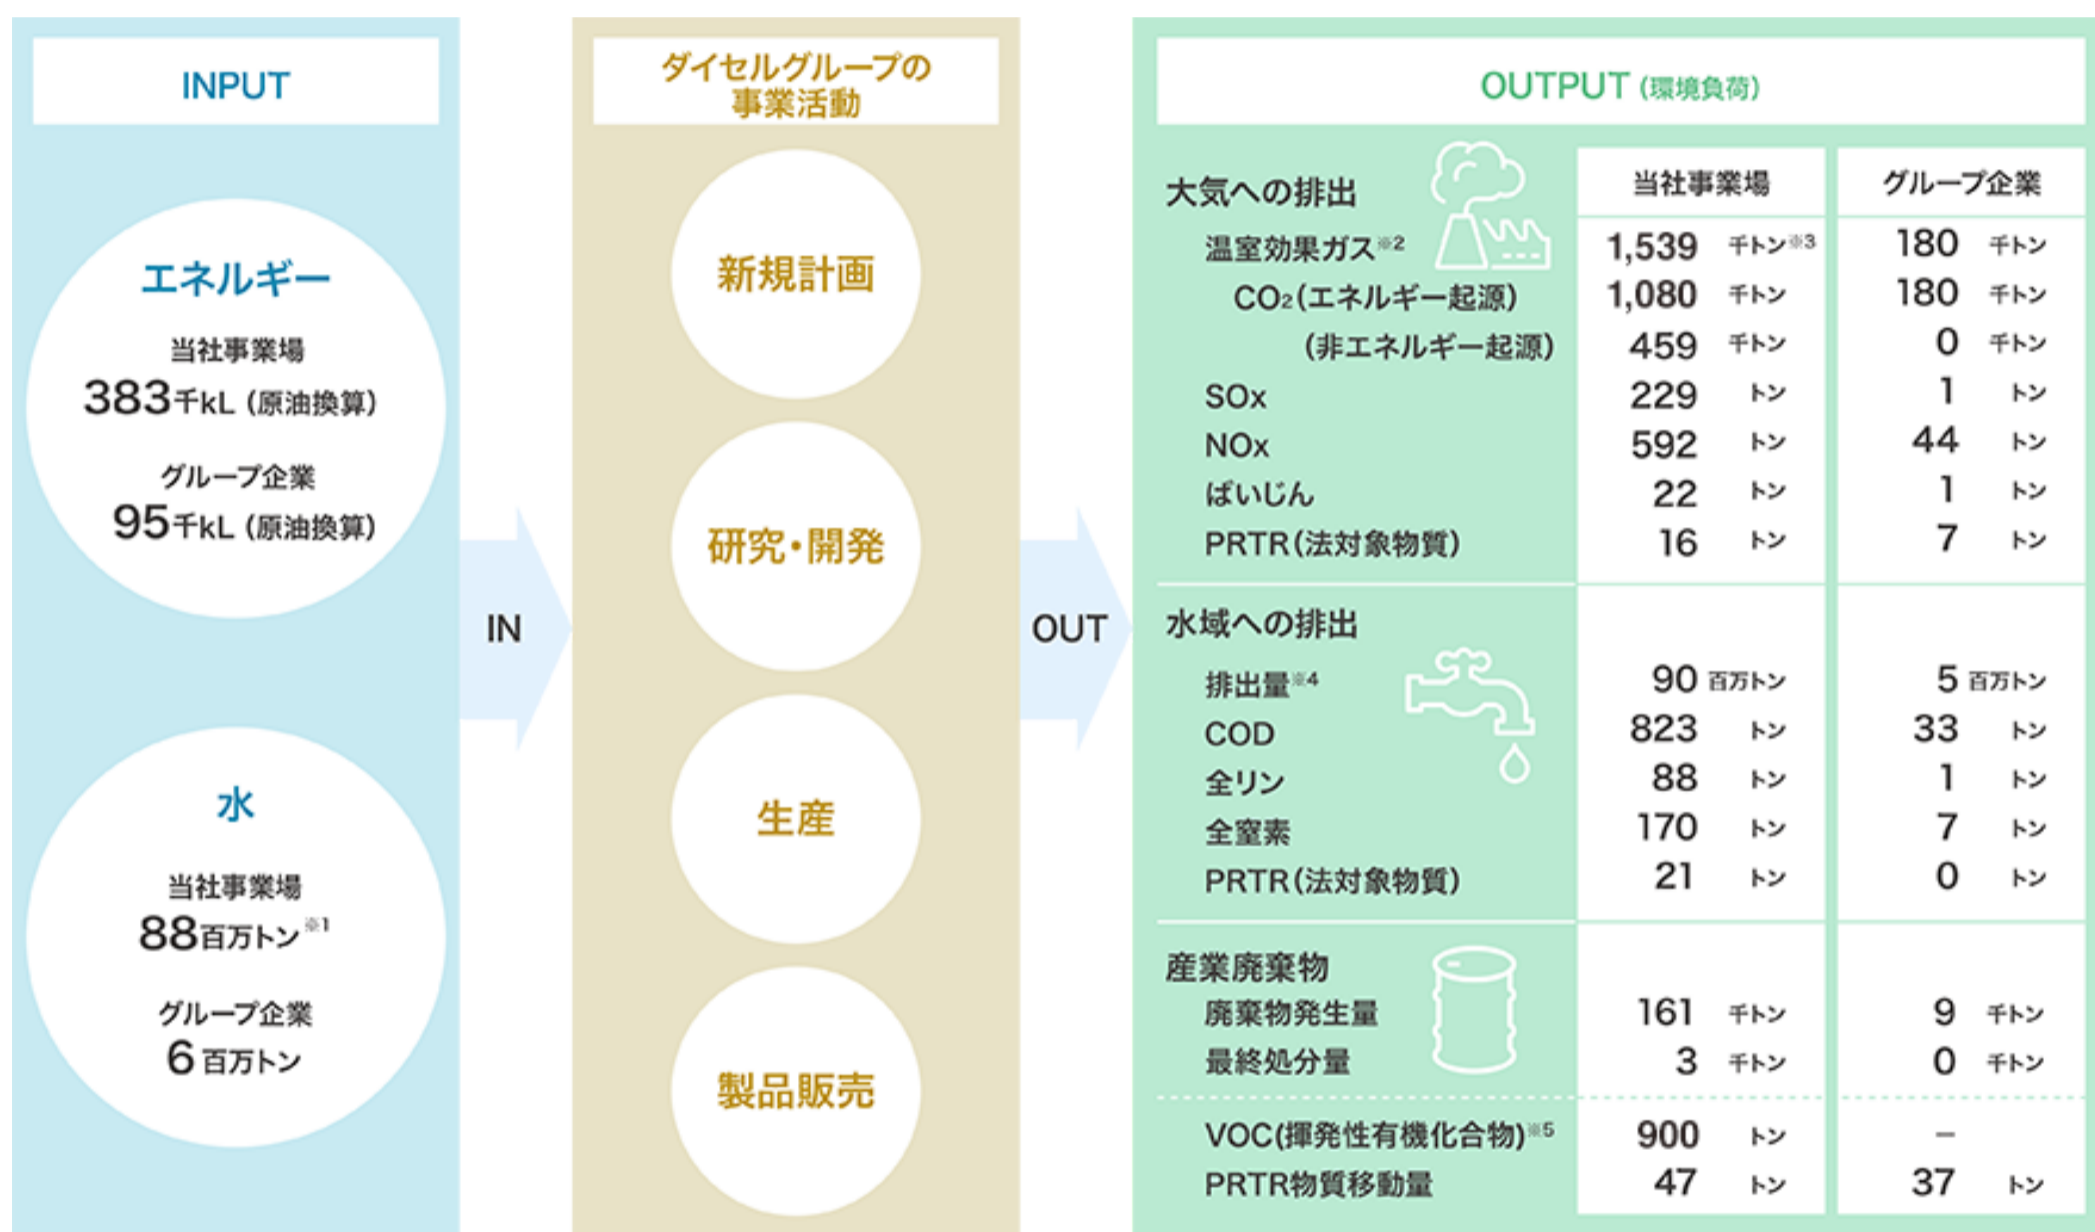 INPUT
エネルギー
当社事業場
383千kL（原油換算）
グループ企業
95千kL（原油換算）
水
当社事業場
88百万トン※1
グループ企業
6百万トン
IN
ダイセルグループの
事業活動
新規計画
研究・開発
生産
製品販売
OUT
OUTPUT（環境負荷）
大気への排出 当社事業場 グループ企業
温室効果ガス※2 1,539 千トン※3 180 千トン
CO2（エネルギー起源） 1,080 千トン 180 千トン
（非エネルギー起源） 459 千トン 0 千トン
SOx 229 トン 1 トン
NOx 592 トン 44 トン
ばいじん 22 トン 1 トン
PRTR（法対象物質） 16 トン 7 トン
水域への排出
排出量※4 90 百万トン 5 百万トン
COD 823 トン 33 トン
全リン 88 トン 1 トン
全窒素 170 トン 7 トン
PRTR（法対象物質） 21 トン 0 トン
産業廃棄物
廃棄物発生量 161 千トン 9 千トン
最終処分量 3 千トン 0 千トン
VOC(揮発性有機化合物)※5 900 トン －
PRTR物質移動量 47 トン 37 トン